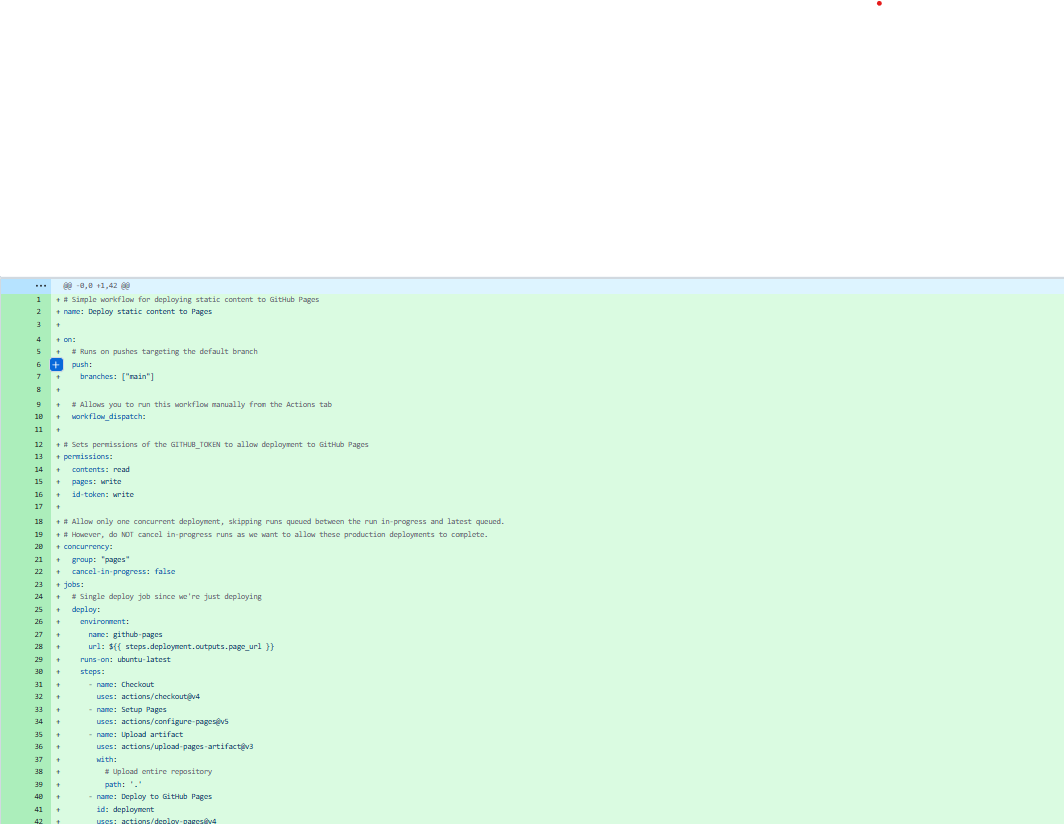 @@ -0,0 +1,42 @@
1 + # Simple workflow for deploying static content to GitHub Pages
2 + name: Deploy static content to Pages
3 +
4 + on:
5 +   # Runs on pushes targeting the default branch
6 +   push:
7 +     branches: ["main"]
8 +
9 +   # Allows you to run this workflow manually from the Actions tab
10 +   workflow_dispatch:
11 +
12 + # Sets permissions of the GITHUB_TOKEN to allow deployment to GitHub Pages
13 + permissions:
14 +   contents: read
15 +   pages: write
16 +   id-token: write
17 +
18 + # Allow only one concurrent deployment, skipping runs queued between the run in-progress and latest queued.
19 + # However, do NOT cancel in-progress runs as we want to allow these production deployments to complete.
20 + concurrency:
21 +   group: "pages"
22 +   cancel-in-progress: false
23 + jobs:
24 +   # Single deploy job since we're just deploying
25 +   deploy:
26 +     environment:
27 +       name: github-pages
28 +       url: ${{ steps.deployment.outputs.page_url }}
29 +     runs-on: ubuntu-latest
30 +     steps:
31 +       - name: Checkout
32 +         uses: actions/checkout@v4
33 +       - name: Setup Pages
34 +         uses: actions/configure-pages@v5
35 +       - name: Upload artifact
36 +         uses: actions/upload-pages-artifact@v3
37 +         with:
38 +           # Upload entire repository
39 +           path: '.'
40 +       - name: Deploy to GitHub Pages
41 +         id: deployment
42 +         uses: actions/deploy-pages@v4